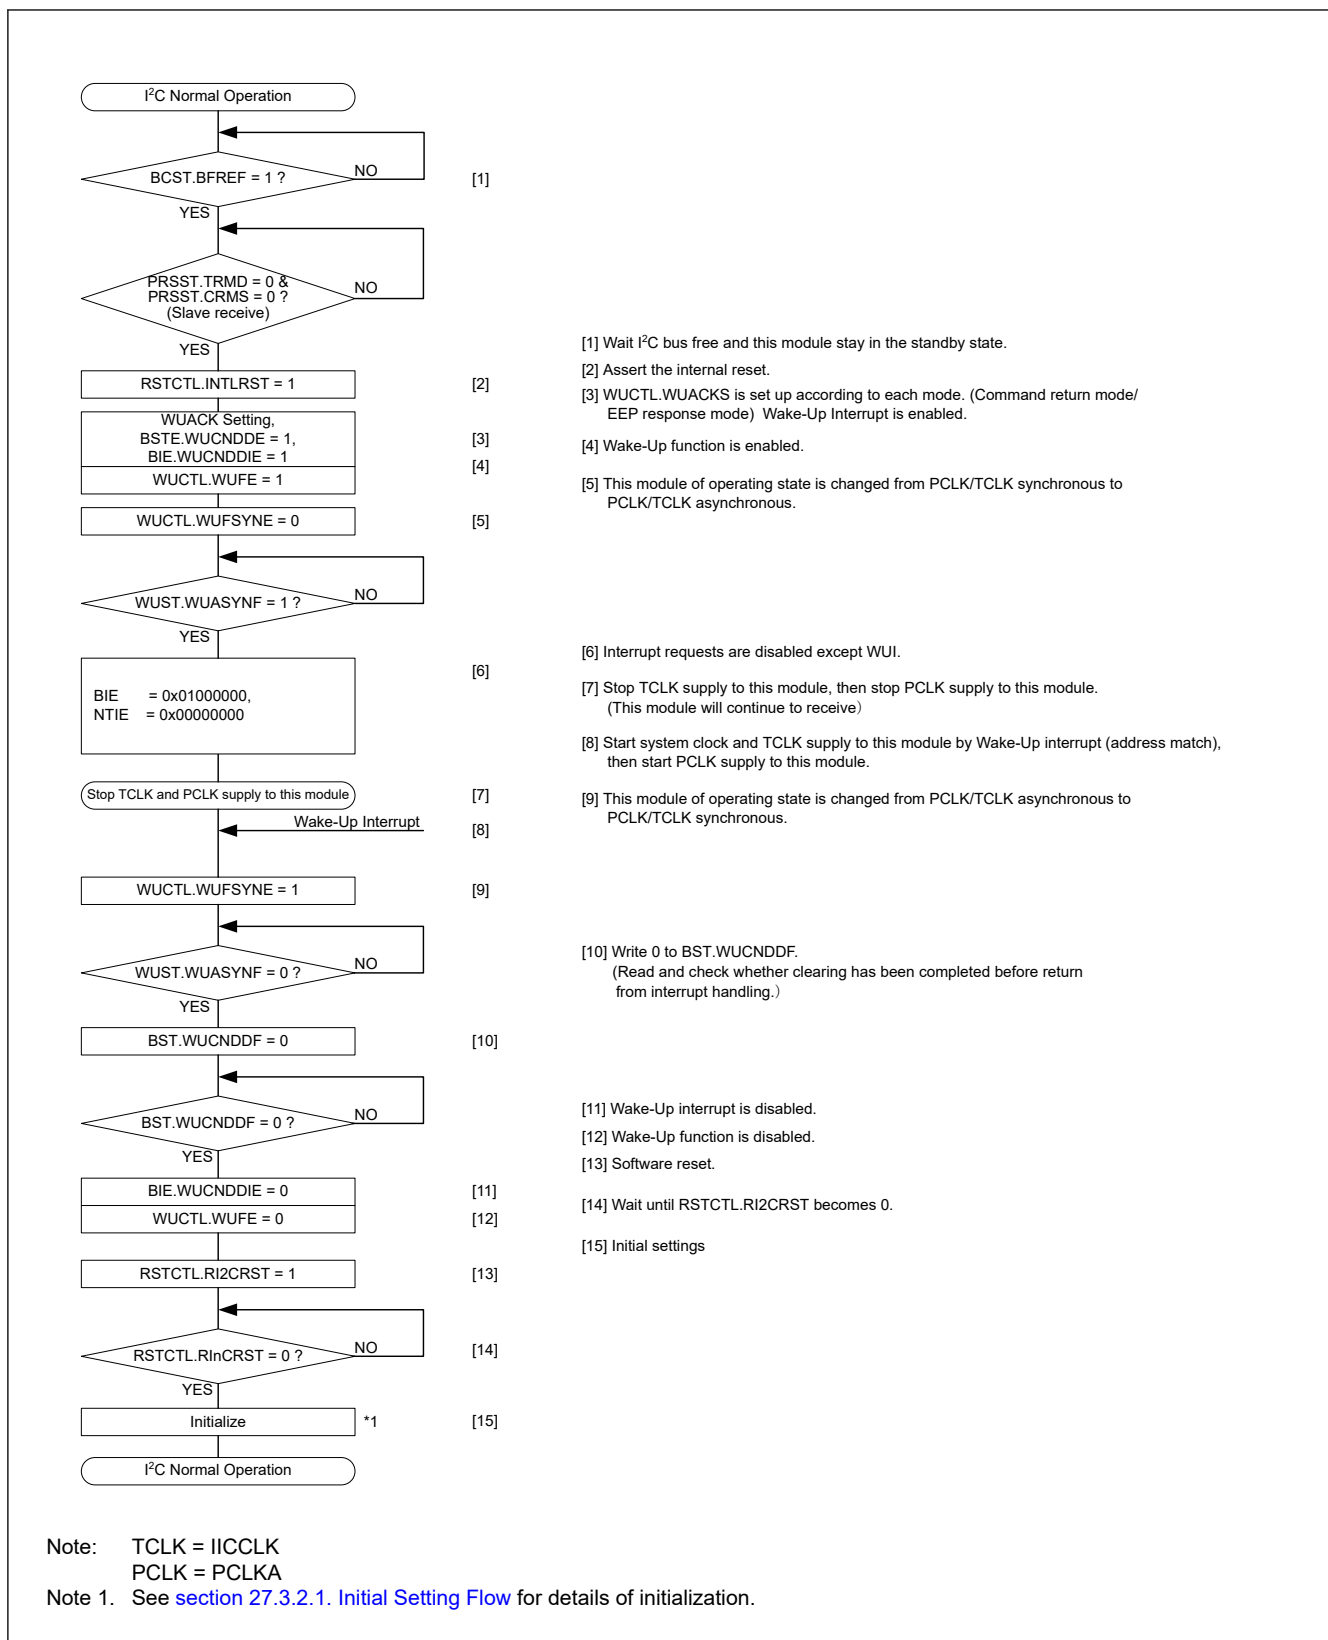 I²C Normal Operation
BCST.BFREF = 1 ?
NO
[1]
YES
PRSST.TRMD = 0 &
PRSST.CRMS = 0 ?
(Slave receive)
NO
YES
RSTCTL.INTLRST = 1
[2]
WUACK Setting,
BSTE.WUCNDDE = 1,
BIE.WUCNDDIE = 1
[3]
[4]
WUCTL.WUFE = 1
WUCTL.WUFSYNE = 0
[5]
WUST.WUASYNF = 1 ?
NO
YES
BIE = 0x01000000,
NTIE = 0x00000000
[6]
Stop TCLK and PCLK supply to this module
[7]
Wake-Up Interrupt
[8]
WUCTL.WUFSYNE = 1
[9]
WUST.WUASYNF = 0 ?
NO
YES
BST.WUCNDDF = 0
[10]
BST.WUCNDDF = 0 ?
NO
YES
BIE.WUCNDDIE = 0
[11]
WUCTL.WUFE = 0
[12]
RSTCTL.RI2CRST = 1
[13]
RSTCTL.RInCRST = 0 ?
NO
[14]
YES
Initialize
*1
[15]
I²C Normal Operation
[1] Wait I²C bus free and this module stay in the standby state.
[2] Assert the internal reset.
[3] WUCTL.WUACKS is set up according to each mode. (Command return mode/
EEP response mode) Wake-Up Interrupt is enabled.
[4] Wake-Up function is enabled.
[5] This module of operating state is changed from PCLK/TCLK synchronous to
PCLK/TCLK asynchronous.
[6] Interrupt requests are disabled except WUI.
[7] Stop TCLK supply to this module, then stop PCLK supply to this module.
(This module will continue to receive）
[8] Start system clock and TCLK supply to this module by Wake-Up interrupt (address match),
then start PCLK supply to this module.
[9] This module of operating state is changed from PCLK/TCLK asynchronous to
PCLK/TCLK synchronous.
[10] Write 0 to BST.WUCNDDF.
(Read and check whether clearing has been completed before return
from interrupt handling.）
[11] Wake-Up interrupt is disabled.
[12] Wake-Up function is disabled.
[13] Software reset.
[14] Wait until RSTCTL.RI2CRST becomes 0.
[15] Initial settings
Note: TCLK = IICCLK
PCLK = PCLKA
Note 1. See section 27.3.2.1. Initial Setting Flow for details of initialization.